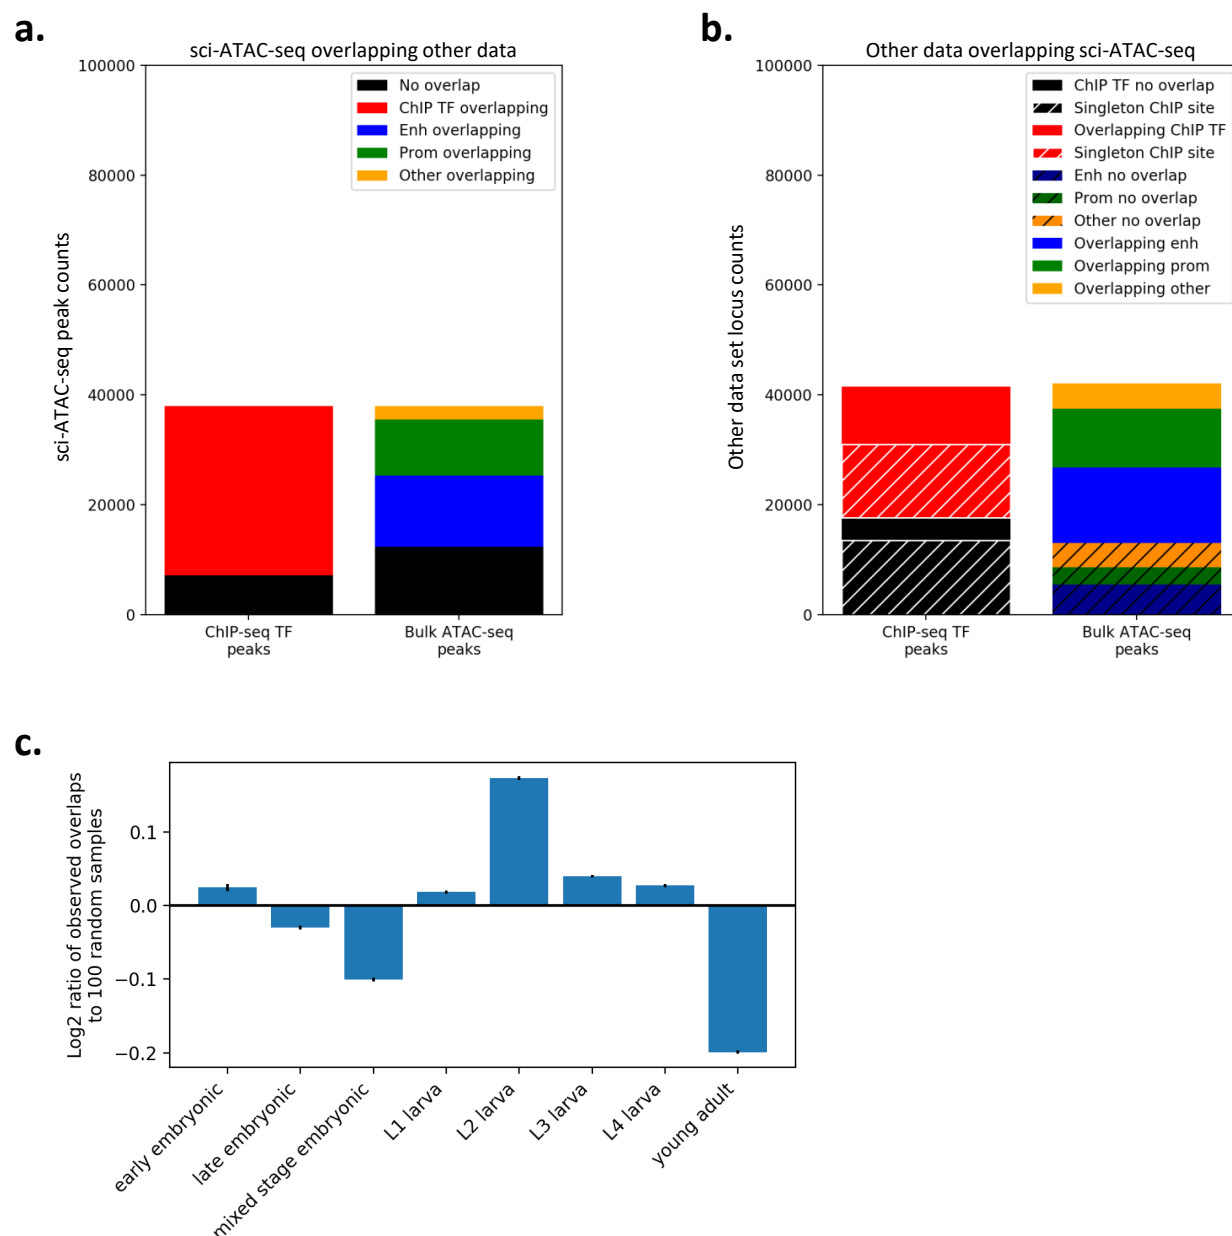 a.
sci-ATAC-seq overlapping other data
sci-ATAC-seq peak counts
100000
80000
60000
40000
20000
0
No overlap
ChIP TF overlapping
Enh overlapping
Prom overlapping
Other overlapping
ChIP-seq TF
peaks
Bulk ATAC-seq
peaks
b.
Other data overlapping sci-ATAC-seq
Other data set locus counts
100000
80000
60000
40000
20000
0
ChIP TF no overlap
Singleton ChIP site
Overlapping ChIP TF
Singleton ChIP site
Enh no overlap
Prom no overlap
Other no overlap
Overlapping enh
Overlapping prom
Overlapping other
ChIP-seq TF
peaks
Bulk ATAC-seq
peaks
c.
Log2 ratio of observed overlaps
to 100 random samples
0.1
0.0
−0.1
−0.2
early embryonic
late embryonic
mixed stage embryonic
L1 larva
L2 larva
L3 larva
L4 larva
young adult